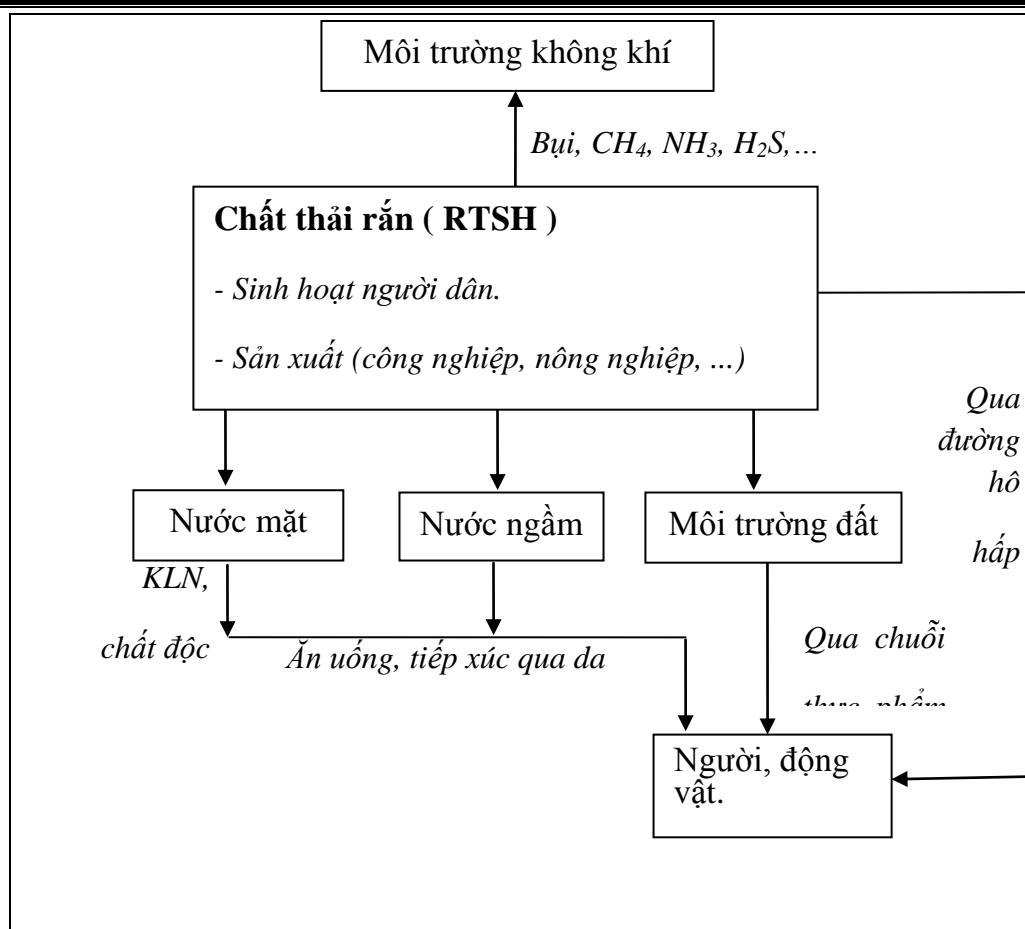 Môi trường không khí
Bụi, CH₄, NH₃, H₂S,...
Chất thải rắn ( RTSH )
- Sinh hoạt người dân.
- Sản xuất (công nghiệp, nông nghiệp, ...)
Qua
đường
hô
hấp
Nước mặt
Nước ngầm
Môi trường đất
KLN,
chất độc
Ăn uống, tiếp xúc qua da
Qua chuỗi
thực phẩm
Người, động
vật.